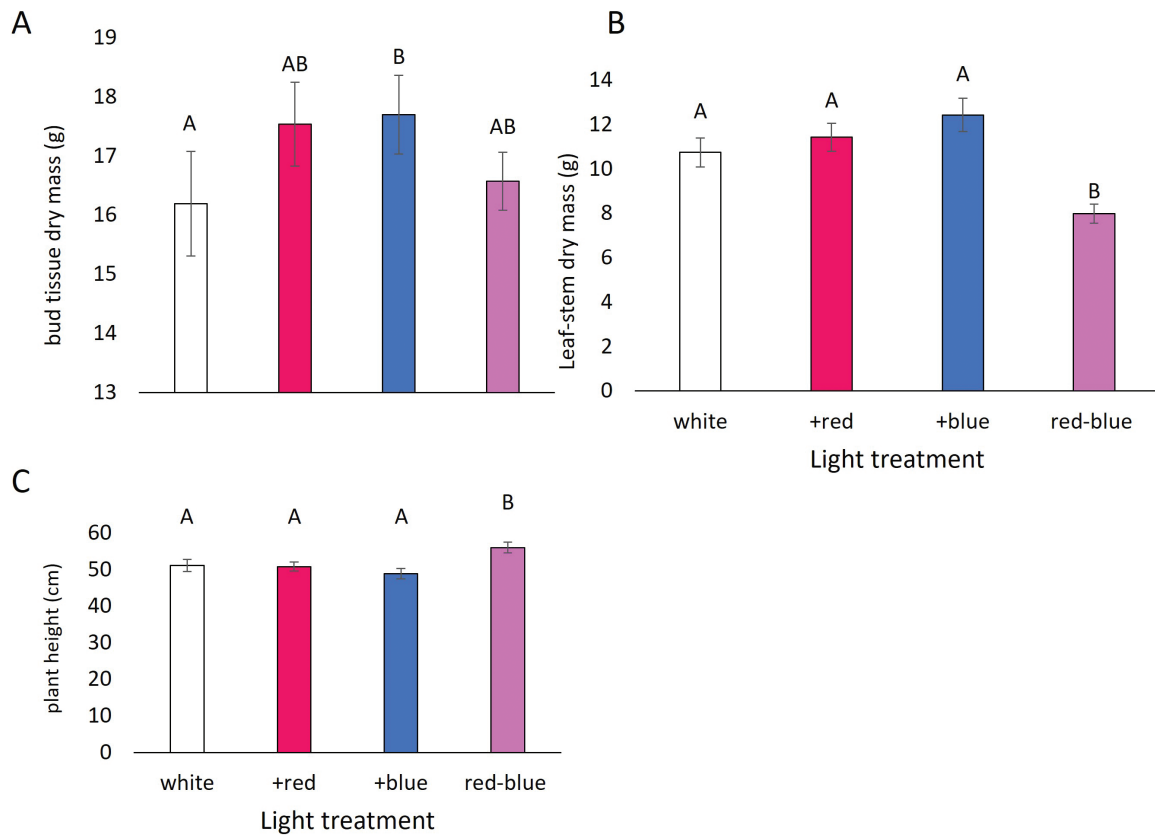 A
19
18
17
16
15
14
13
bud tissue dry mass (g)
A
AB
B
AB
B
14
12
10
8
6
4
2
0
Leaf-stem dry mass (g)
A
A
A
B
white +red +blue red-blue
Light treatment
C
60
50
40
30
20
10
0
plant height (cm)
A
A
A
B
white +red +blue red-blue
Light treatment